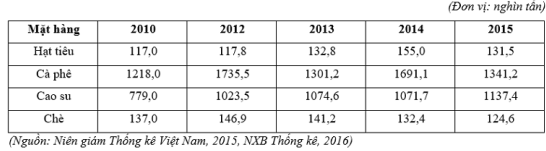 (Đơn vị: nghìn tấn)
Mặt hàng 2010 2012 2013 2014 2015
Hạt tiêu 117,0 117,8 132,8 155,0 131,5
Cà phê 1218,0 1735,5 1301,2 1691,1 1341,2
Cao su 779,0 1023,5 1074,6 1071,7 1137,4
Chè 137,0 146,9 141,2 132,4 124,6
(Nguồn: Niên giám Thống kê Việt Nam, 2015, NXB Thống kê, 2016)